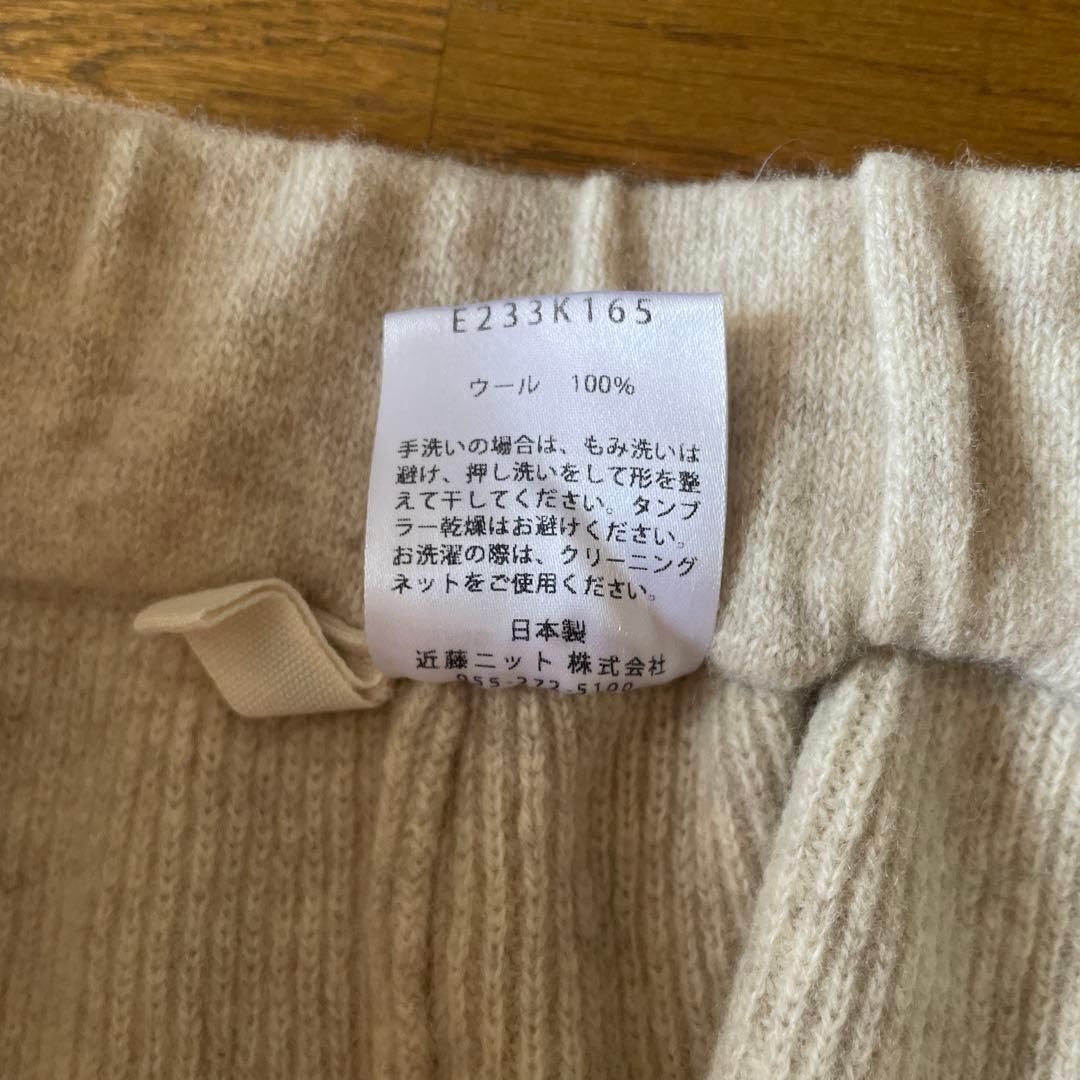 E233K165
ウール 100%
手洗いの場合は、もみ洗いは
避け、押し洗いをして形を整
えて干してください。タンブ
ラー乾燥はお避けください。
お洗濯の際は、クリーニング
ネットをご使用ください。
日本製
近藤ニット 株式会社
055-272-5100